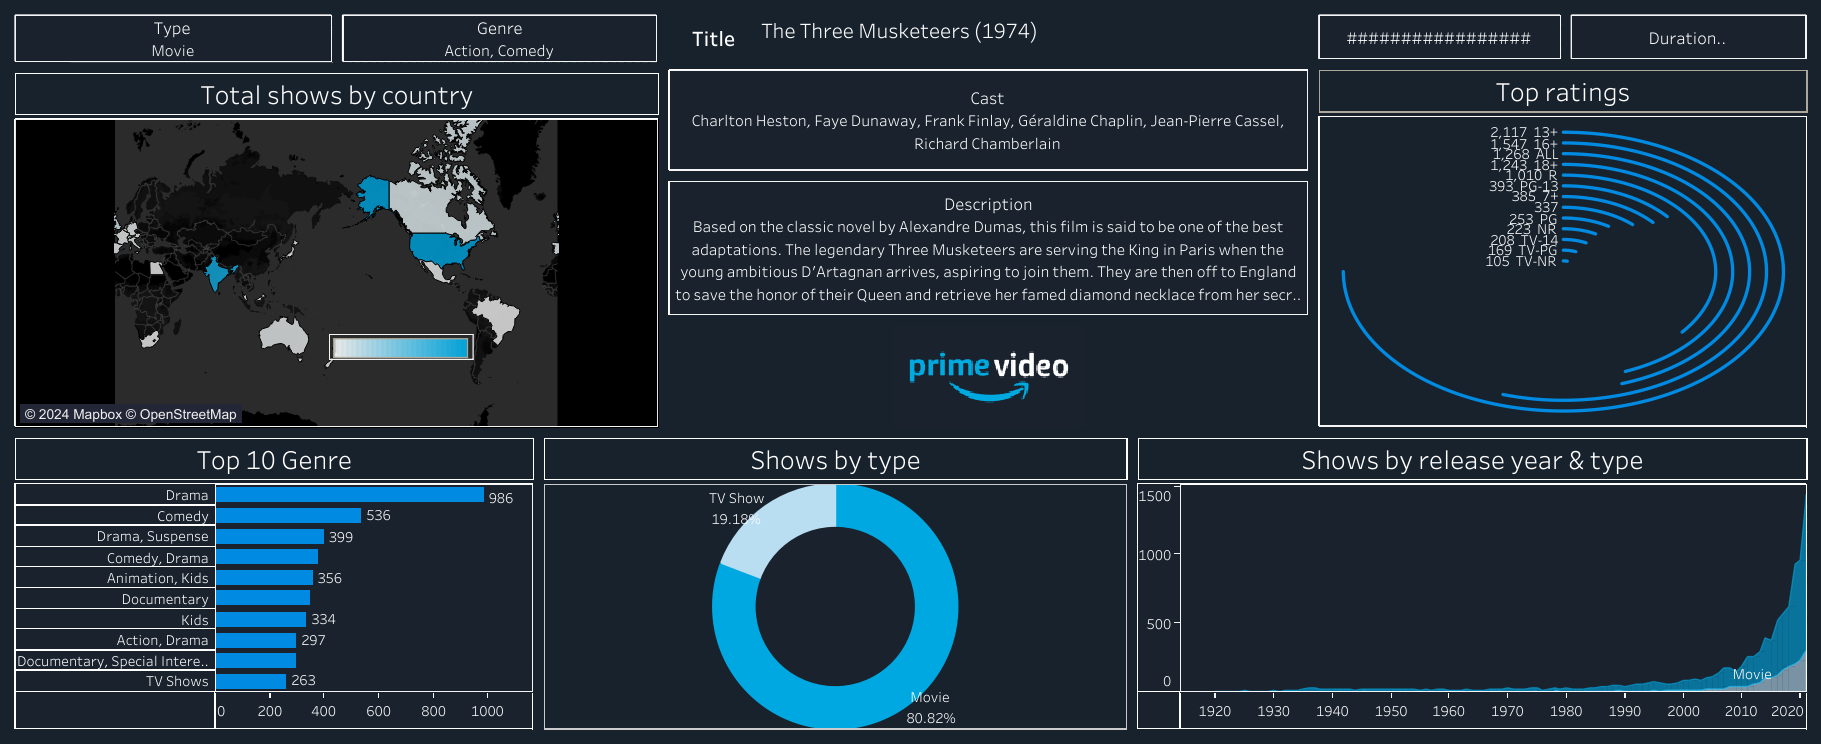 Type
Movie
Genre
Action, Comedy
Title
The Three Musketeers (1974)
#################
Duration..
Total shows by country
© 2024 Mapbox © OpenStreetMap
Cast
Charlton Heston, Faye Dunaway, Frank Finlay, Géraldine Chaplin, Jean-Pierre Cassel,
Richard Chamberlain
Description
Based on the classic novel by Alexandre Dumas, this film is said to be one of the best
adaptations. The legendary Three Musketeers are serving the King in Paris when the
young ambitious D'Artagnan arrives, aspiring to join them. They are then off to England
to save the honor of their Queen and retrieve her famed diamond necklace from her secr..
prime video
Top ratings
2,117 13+
1,547 16+
1,268 ALL
1,243 18+
1,010 R
393 PG-13
385 7+
337
253 PG
223 NR
208 TV-14
169 TV-PG
105 TV-NR
Top 10 Genre
Drama 986
Comedy 536
Drama, Suspense 399
Comedy, Drama
Animation, Kids 356
Documentary
Kids 334
Action, Drama 297
Documentary, Special Intere..
TV Shows 263
0 200 400 600 800 1000
Shows by type
TV Show
19.18%
Movie
80.82%
Shows by release year & type
1500
1000
500
0
Movie
1920 1930 1940 1950 1960 1970 1980 1990 2000 2010 2020